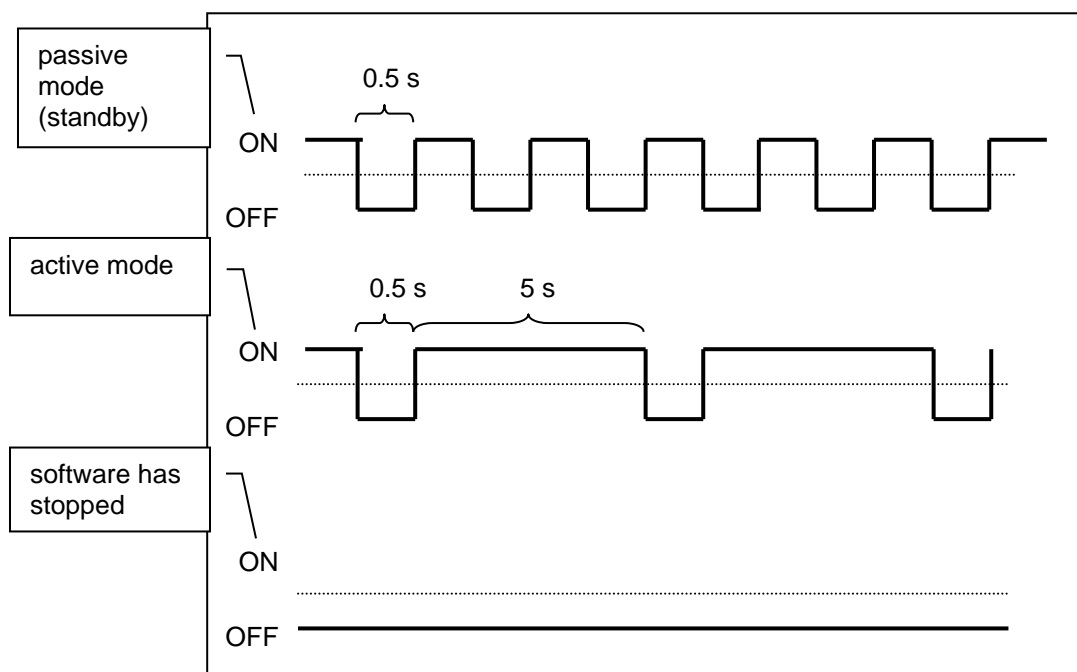 passive
mode
(standby)
0.5 s
ON
OFF
active mode
0.5 s
5 s
ON
OFF
software has
stopped
ON
OFF